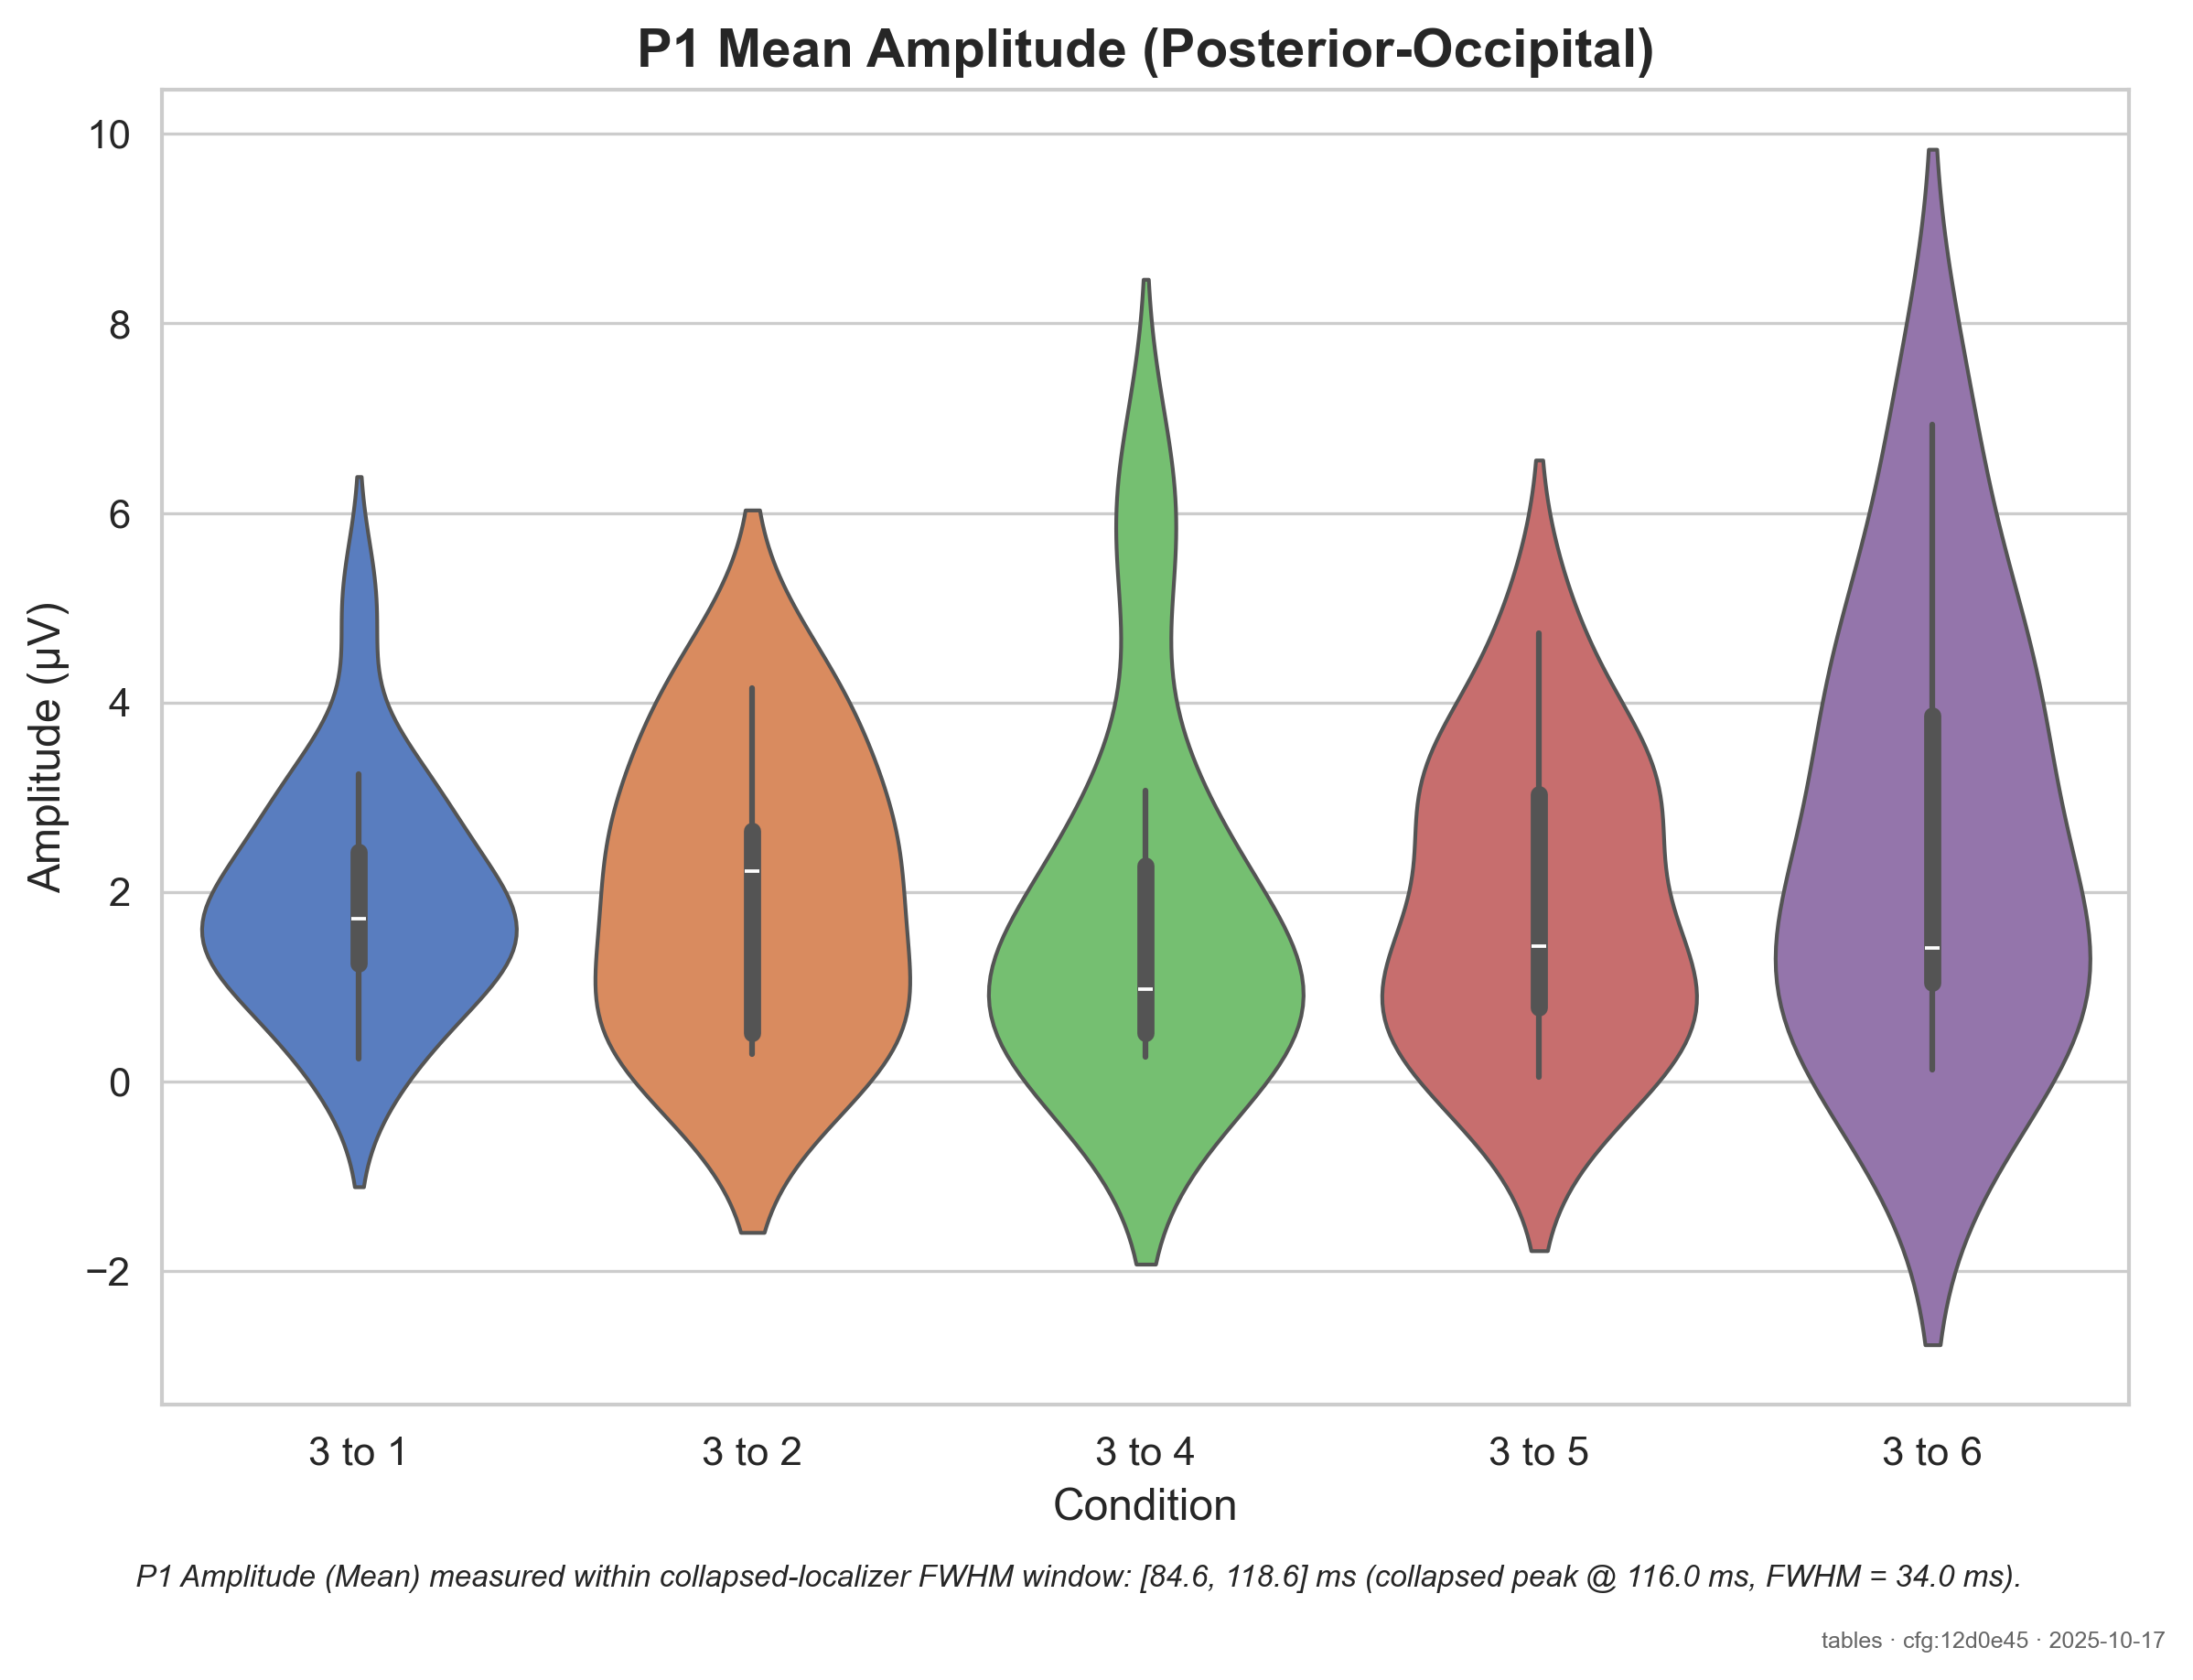 P1 Mean Amplitude (Posterior-Occipital)
10
8
6
4
2
0
−2
Amplitude (µV)
3 to 1
3 to 2
3 to 4
3 to 5
3 to 6
Condition
P1 Amplitude (Mean) measured within collapsed-localizer FWHM window: [84.6, 118.6] ms (collapsed peak @ 116.0 ms, FWHM = 34.0 ms).
tables · cfg:12d0e45 · 2025-10-17